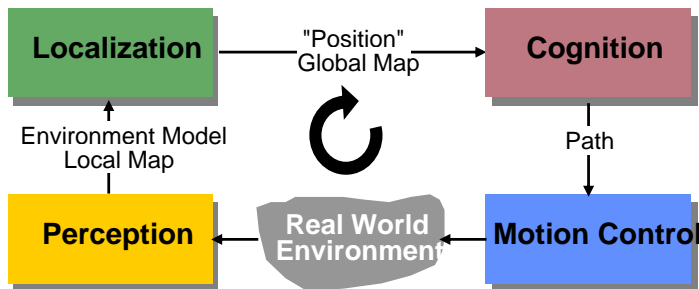 Localization
"Position"
Global Map
Cognition
Environment Model
Local Map
Path
Perception
Real World
Environment
Motion Control